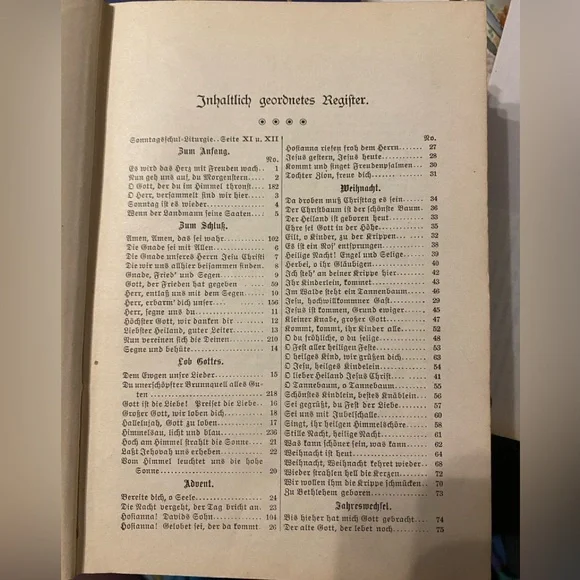 Inhaltlich geordnetes Register.
Sonntagsschul-Liturgie.. Seite XI u. XII
Zum Anfang.
No.
Es wird das Herz mit Freuden wach.. 1
Nun geh uns auf, du Morgenstern.... 2
O Gott, der du im Himmel thronst.... 182
O Herr, versammelt sind wir hier..... 3
Sonntag ist es wieder................ 4
Wenn der Landmann seine Saaten..... 5
Zum Schluß.
Amen, Amen, das sei wahr............ 102
Die Gnade sei mit Allen.............. 6
Die Gnade unseres Herrn Jesu Christi 7
Die wir uns allhier beisammen finden. 8
Gnade, Fried' und Segen............. 9
Gott, der Frieden hat gegeben........ 59
Herr, entlaß uns mit dem Segen...... 10
Herr, erbarm' dich unser............. 156
Herr, segne uns du................... 11
Höchster Gott, wir danken dir........ 12
Liebster Heiland, guter Leiter........ 13
Nun vereinen sich die Deinen......... 210
Segne und behüte.................... 14
Lob Gottes.
Dem Ewgen unsre Lieder............. 15
Du unerschöpfter Brunnquell alles Gu-
ten............................... 218
Gott ist die Liebe! Preiset die Liebe.. 16
Großer Gott, wir loben dich.......... 18
Hallelujah, Gott zu loben............. 17
Himmelsau, licht und blau............ 236
Hoch am Himmel strahlt die Sonne... 21
Laßt Jehovah uns erheben............ 22
Vom Himmel leuchtet uns die hohe
Sonne............................. 20
Advent.
Bereite dich, o Seele................. 24
Die Nacht vergeht, der Tag bricht an. 23
Hosianna! Davids Sohn.............. 104
Hosianna! Gelobet sei, der da kommt 26
No.
Hosianna riefen froh dem Herrn....... 27
Jesus gestern, Jesus heute............ 28
Kommt und singet Freudenpsalmen.... 30
Tochter Zion, freue dich.............. 31
Weihnacht.
Da droben muß Christtag es sein...... 34
Der Christbaum ist der schönste Baum. 36
Der Heiland ist geboren heut.......... 33
Ehre sei Gott in der Höhe............ 35
Eilt, o Kinder, zu der Krippen........ 32
Es ist ein Ros' entsprungen........... 38
Heilige Nacht! Engel und Selige...... 39
Herbei, o ihr Gläubigen.............. 40
Ich steh' an deiner Krippe hier........ 42
Ihr Kinderlein, kommet............... 43
Im Walde steht ein Tannenbaum...... 46
Jesu, hochwillkommner Gast.......... 29
Jesus ist kommen, Grund ewiger...... 45
Kleiner Knabe, großer Gott........... 47
Kommt, kommt, ihr Kinder alle....... 52
O du fröhliche, o du selige............ 48
O Fest aller heiligen Feste............ 53
O heilges Kind, wir grüßen dich...... 63
O Jesu, heilges Kindelein............. 54
O lieber Heiland Jesus Christ......... 41
O Tannenbaum, o Tannenbaum....... 55
Schönstes Kindlein, bestes Knäblein... 56
Sei gegrüßt, du Fest der Liebe........ 57
Sei uns mit Jubelschalle.............. 60
Singt, ihr heilgen Himmelschöre...... 58
Stille Nacht, heilige Nacht............ 61
Was kann schöner sein, was kann.... 62
Weihnacht ist heut................... 64
Weihnacht, Weihnacht kehret wieder.. 68
Wieder strahlen hell die Kerzen....... 72
Wir wollen ihm die Krippe schmücken.. 70
Zu Bethlehem geboren................ 73
Jahreswechsel.
Bis hieher hat mich Gott gebracht..... 74
Der alte Gott, der lebet noch.......... 75